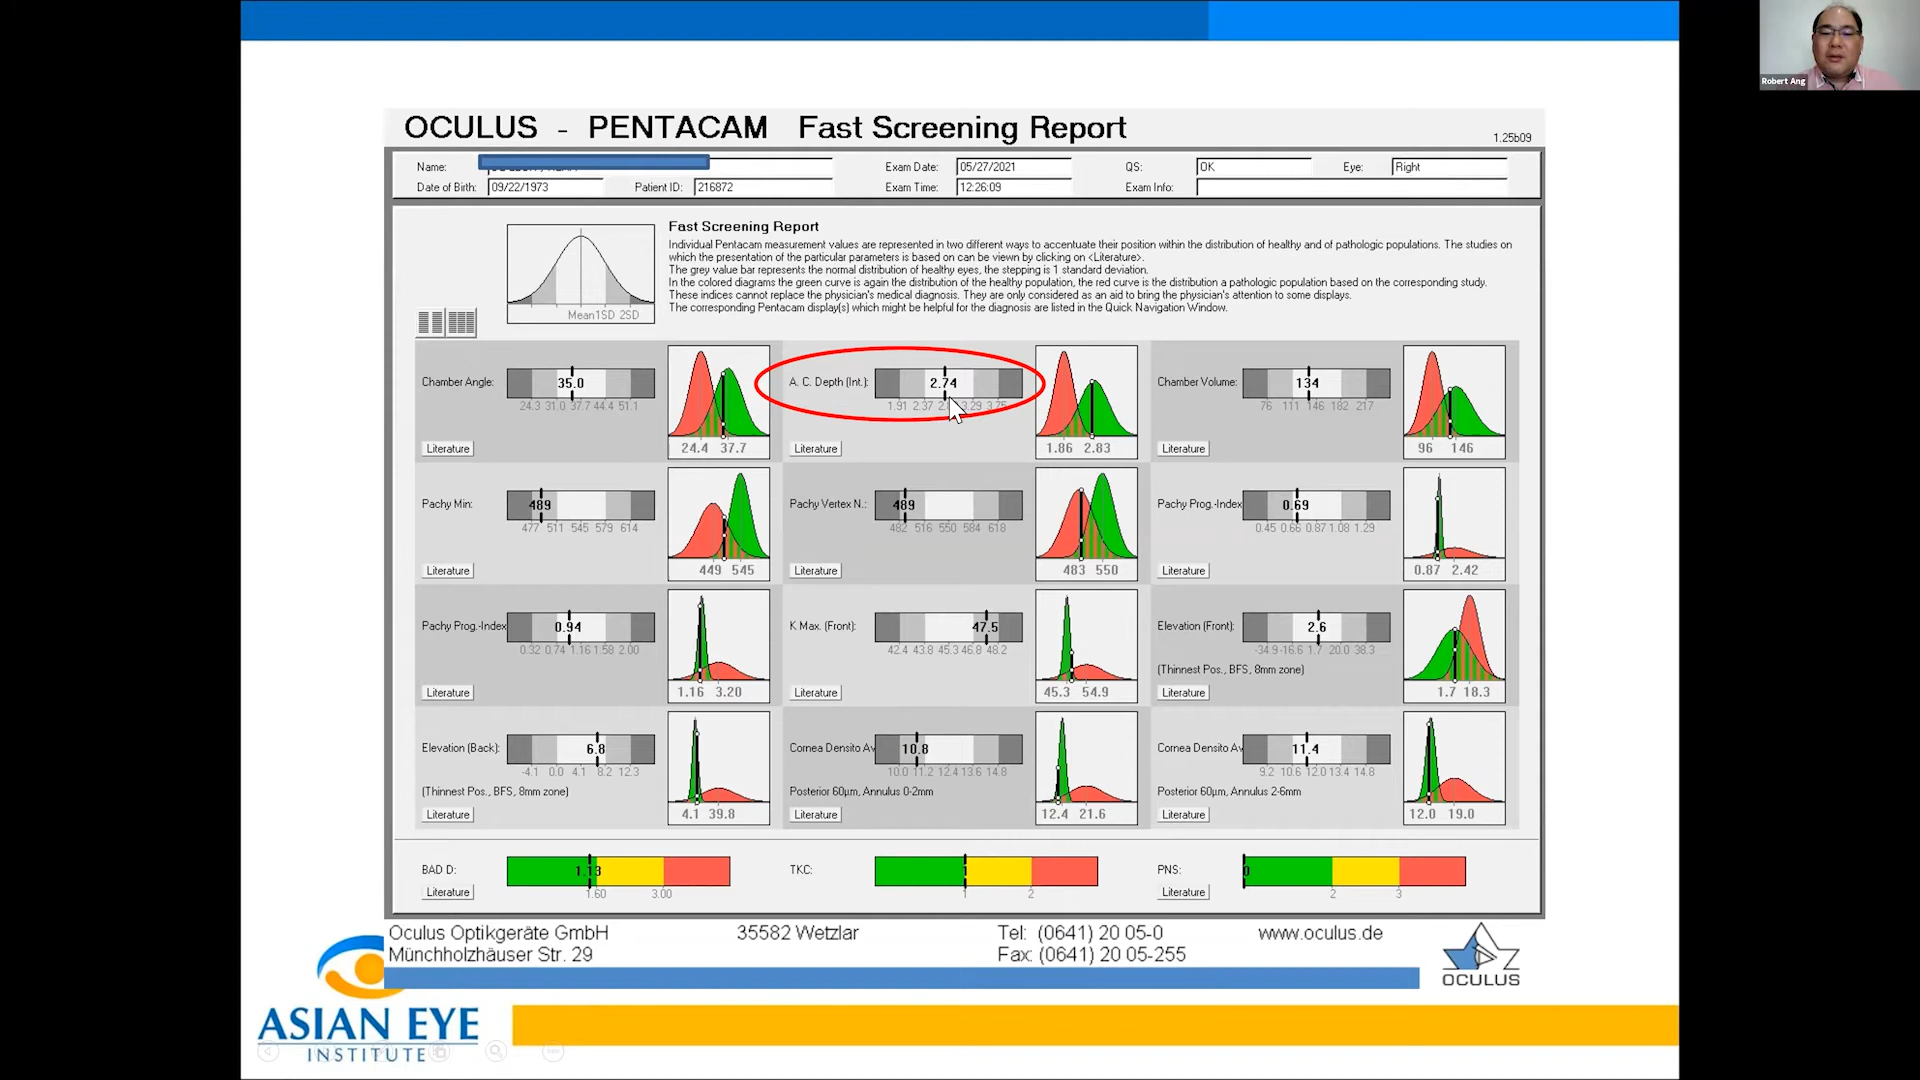 Robert Ang
OCULUS - PENTACAM Fast Screening Report
1.25b09
Name: Exam Date: 05/27/2021 QS: OK Eye: Right
Date of Birth: 09/22/1973 Patient ID: 216872 Exam Time: 12:26:09 Exam Info:
Fast Screening Report
Individual Pentacam measurement values are represented in two different ways to accentuate their position within the distribution of healthy and of pathologic populations. The studies on
which the presentation of the particular parameters is based on can be view by clicking on <Literature>.
The grey value bar represents the normal distribution of healthy eyes, the stepping is 1 standard deviation.
In the colored diagrams the green curve is again the distribution of the healthy population, the red curve is the distribution a pathologic population based on the corresponding study.
These indices cannot replace the physician's medical diagnosis. They are only considered as an aid to bring the physician's attention to some displays.
The corresponding Pentacam display(s) which might be helpful for the diagnosis are listed in the Quick Navigation Window.
Mean 1SD 2SD
Chamber Angle: 35.0
24.3 31.0 37.7 44.4 51.1
Literature
24.4 37.7
A. C. Depth (Int.): 2.74
1.91 2.37 3.29 3.75
Literature
1.86 2.83
Chamber Volume: 134
76 111 146 182 217
Literature
96 146
Pachy Min: 489
477 511 545 579 614
Literature
449 545
Pachy Vertex N.: 489
482 516 550 584 618
Literature
483 550
Pachy Prog.-Index 0.69
0.45 0.66 0.87 1.08 1.29
Literature
0.87 2.42
Pachy Prog.-Index 0.94
0.32 0.74 1.16 1.58 2.00
Literature
1.16 3.20
K Max. (Front): 47.5
42.4 43.8 45.3 46.8 48.2
Literature
45.3 54.9
Elevation (Front): 2.6
-34.9 -16.6 1.7 20.0 38.3
(Thinnest Pos., BFS, 8mm zone)
Literature
1.7 18.3
Elevation (Back): 6.8
-4.1 0.0 4.1 8.2 12.3
(Thinnest Pos., BFS, 8mm zone)
Literature
4.1 39.8
Cornea Densito Av 10.8
10.0 11.2 12.4 13.6 14.8
Posterior 60µm, Annulus 0-2mm
Literature
12.4 21.6
Cornea Densito Av 11.4
9.2 10.6 12.0 13.4 14.8
Posterior 60µm, Annulus 2-6mm
Literature
12.0 19.0
BAD D: 1.13
1.60 3.00
Literature
TKC: 1
1 2
PNS: 0
2 3
Literature
Oculus Optikgeräte GmbH 35582 Wetzlar Tel: (0641) 20 05-0 www.oculus.de
Münchholzhäuser Str. 29 Fax: (0641) 20 05-255
OCULUS
ASIAN EYE
INSTITUTE